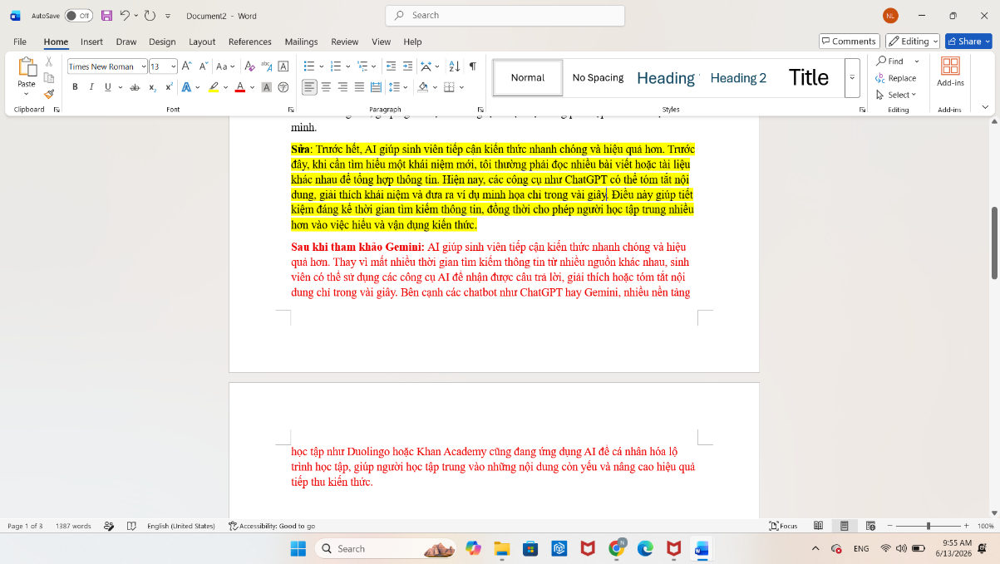 AutoSave Off Document2 - Word Search NL
File Home Insert Draw Design Layout References Mailings Review View Help Comments Editing Share
Paste Times New Roman 13 Normal No Spacing Heading Heading 2 Title Find Replace Select Add-ins
Clipboard Font Paragraph Styles Editing Add-ins
minh.
Sửa: Trước hết, AI giúp sinh viên tiếp cận kiến thức nhanh chóng và hiệu quả hơn. Trước
đây, khi cần tìm hiểu một khái niệm mới, tôi thường phải đọc nhiều bài viết hoặc tài liệu
khác nhau để tổng hợp thông tin. Hiện nay, các công cụ như ChatGPT có thể tóm tắt nội
dung, giải thích khái niệm và đưa ra ví dụ minh họa chỉ trong vài giây. Điều này giúp tiết
kiệm đáng kể thời gian tìm kiếm thông tin, đồng thời cho phép người học tập trung nhiều
hơn vào việc hiểu và vận dụng kiến thức.
Sau khi tham khảo Gemini: AI giúp sinh viên tiếp cận kiến thức nhanh chóng và hiệu
quả hơn. Thay vì mất nhiều thời gian tìm kiếm thông tin từ nhiều nguồn khác nhau, sinh
viên có thể sử dụng các công cụ AI để nhận được câu trả lời, giải thích hoặc tóm tắt nội
dung chỉ trong vài giây. Bên cạnh các chatbot như ChatGPT hay Gemini, nhiều nền tảng
học tập như Duolingo hoặc Khan Academy cũng đang ứng dụng AI để cá nhân hóa lộ
trình học tập, giúp người học tập trung vào những nội dung còn yếu và nâng cao hiệu quả
tiếp thu kiến thức.
Page 1 of 3 1387 words English (United States) Accessibility: Good to go Focus 100%
Search N ENG 9:55 AM
6/13/2026